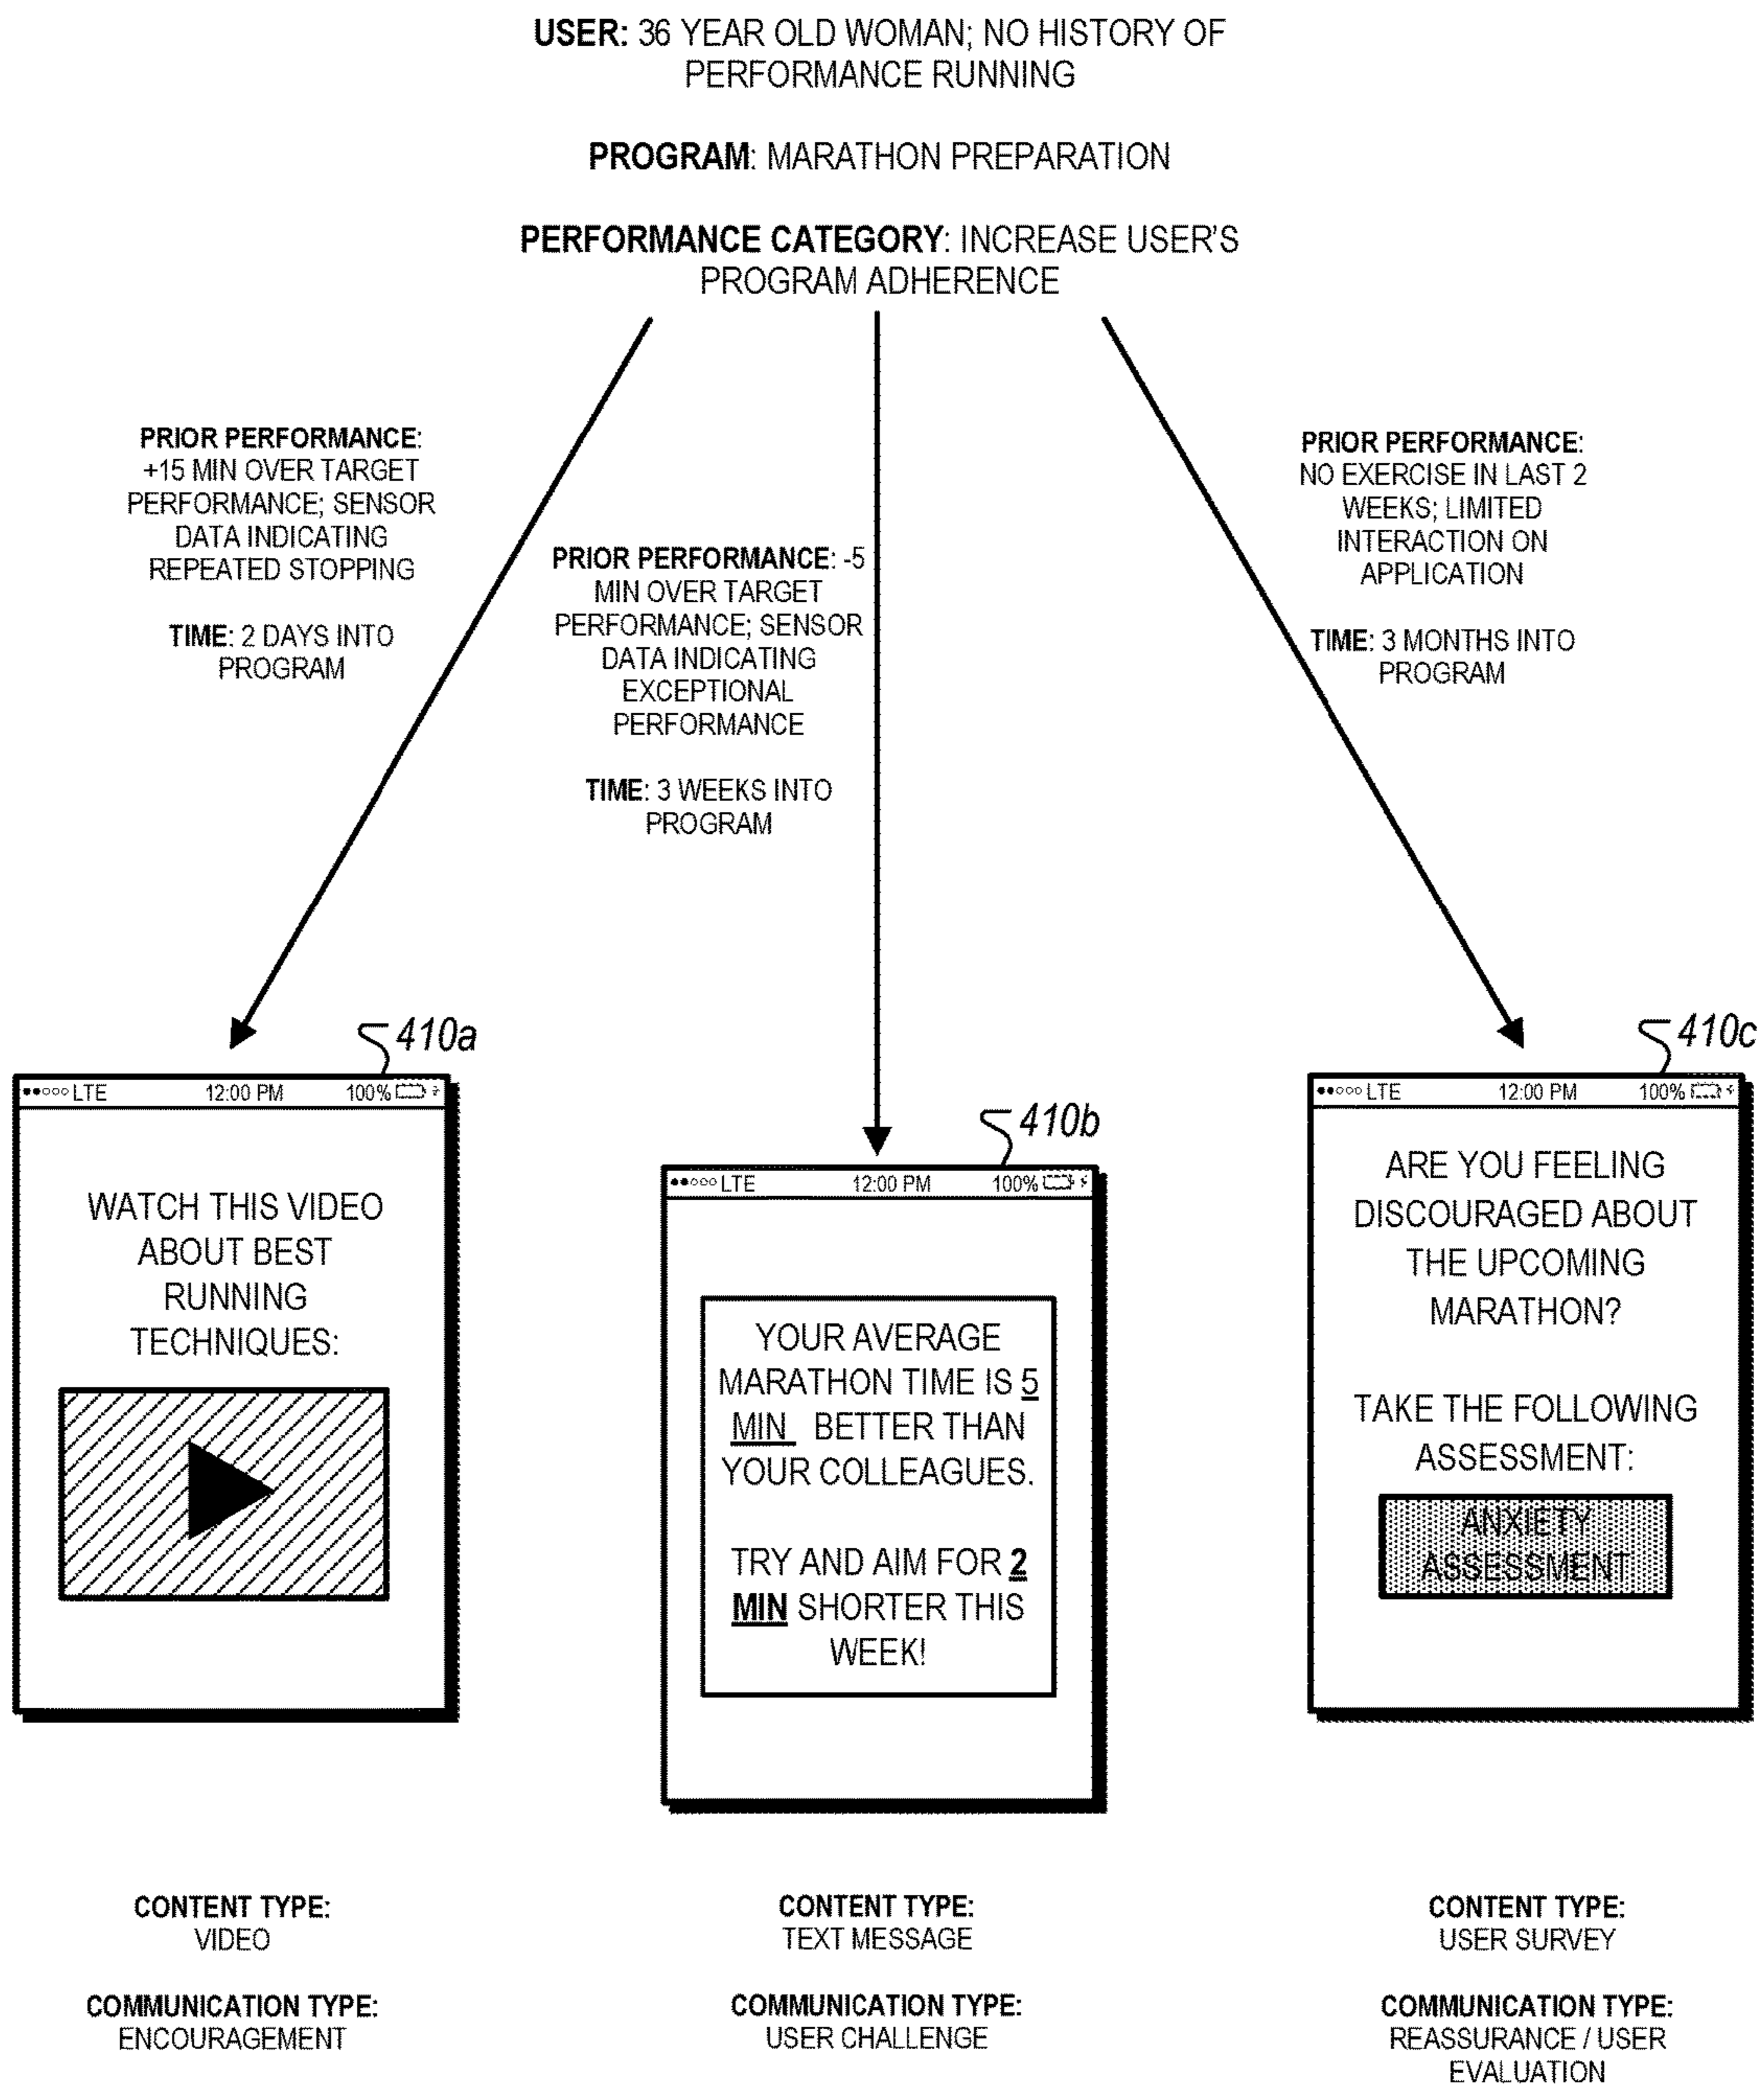 USER: 36 YEAR OLD WOMAN; NO HISTORY OF
PERFORMANCE RUNNING
PROGRAM: MARATHON PREPARATION
PERFORMANCE CATEGORY: INCREASE USER'S
PROGRAM ADHERENCE
PRIOR PERFORMANCE:
+15 MIN OVER TARGET
PERFORMANCE; SENSOR
DATA INDICATING
REPEATED STOPPING
TIME: 2 DAYS INTO
PROGRAM
PRIOR PERFORMANCE: -5
MIN OVER TARGET
PERFORMANCE; SENSOR
DATA INDICATING
EXCEPTIONAL
PERFORMANCE
TIME: 3 WEEKS INTO
PROGRAM
PRIOR PERFORMANCE:
NO EXERCISE IN LAST 2
WEEKS; LIMITED
INTERACTION ON
APPLICATION
TIME: 3 MONTHS INTO
PROGRAM
410a
LTE 12:00 PM 100%
WATCH THIS VIDEO
ABOUT BEST
RUNNING
TECHNIQUES:
410b
LTE 12:00 PM 100%
YOUR AVERAGE
MARATHON TIME IS 5
MIN BETTER THAN
YOUR COLLEAGUES.
TRY AND AIM FOR 2
MIN SHORTER THIS
WEEK!
410c
LTE 12:00 PM 100%
ARE YOU FEELING
DISCOURAGED ABOUT
THE UPCOMING
MARATHON?
TAKE THE FOLLOWING
ASSESSMENT:
ANXIETY
ASSESSMENT
CONTENT TYPE:
VIDEO
COMMUNICATION TYPE:
ENCOURAGEMENT
CONTENT TYPE:
TEXT MESSAGE
COMMUNICATION TYPE:
USER CHALLENGE
CONTENT TYPE:
USER SURVEY
COMMUNICATION TYPE:
REASSURANCE / USER
EVALUATION